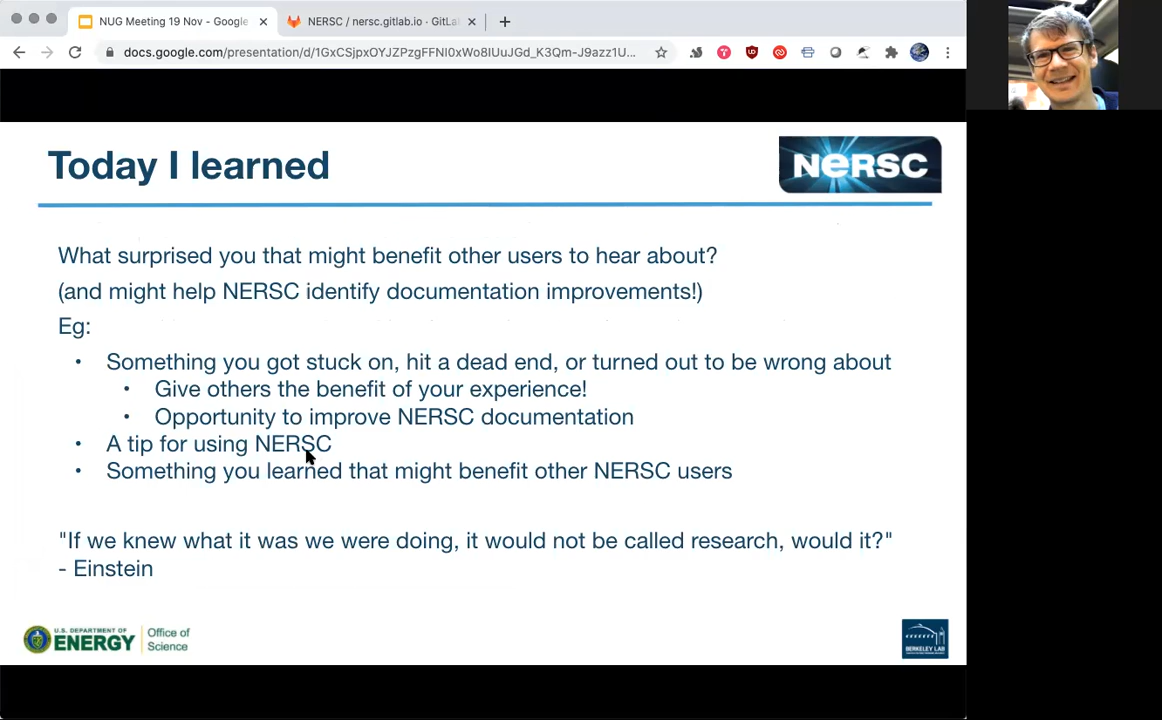 NUG Meeting 19 Nov - Google
NERSC / nersc.gitlab.io · GitLa
docs.google.com/presentation/d/1GxCSjpxOYJZPzgFFNI0xWo8IUuJGd_K3Qm-J9azz1U...
Today I learned
NERSC
What surprised you that might benefit other users to hear about?
(and might help NERSC identify documentation improvements!)
Eg:
• Something you got stuck on, hit a dead end, or turned out to be wrong about
• Give others the benefit of your experience!
• Opportunity to improve NERSC documentation
• A tip for using NERSC
• Something you learned that might benefit other NERSC users
"If we knew what it was we were doing, it would not be called research, would it?"
- Einstein
U.S. DEPARTMENT OF
ENERGY
Office of
Science
BERKELEY LAB